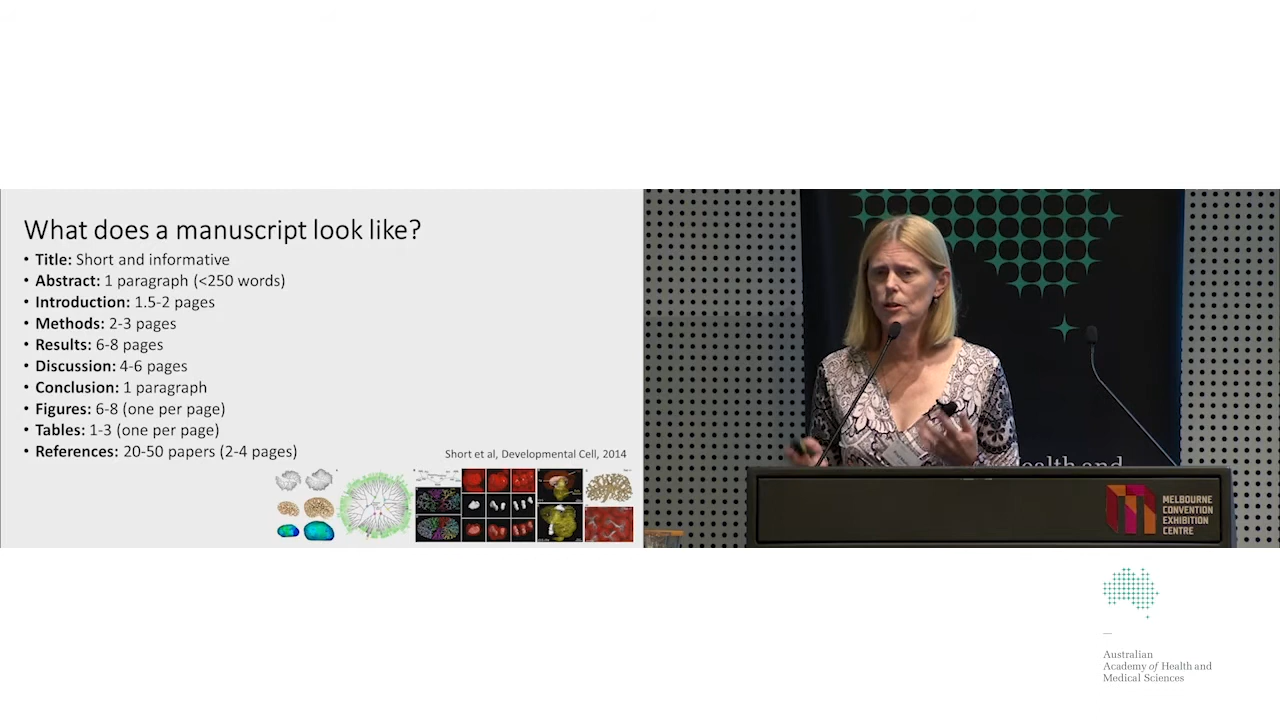 What does a manuscript look like?
• Title: Short and informative
• Abstract: 1 paragraph (<250 words)
• Introduction: 1.5-2 pages
• Methods: 2-3 pages
• Results: 6-8 pages
• Discussion: 4-6 pages
• Conclusion: 1 paragraph
• Figures: 6-8 (one per page)
• Tables: 1-3 (one per page)
• References: 20-50 papers (2-4 pages)
Short et al, Developmental Cell, 2014
MELBOURNE
CONVENTION
EXHIBITION
CENTRE
Australian
Academy of Health and
Medical Sciences